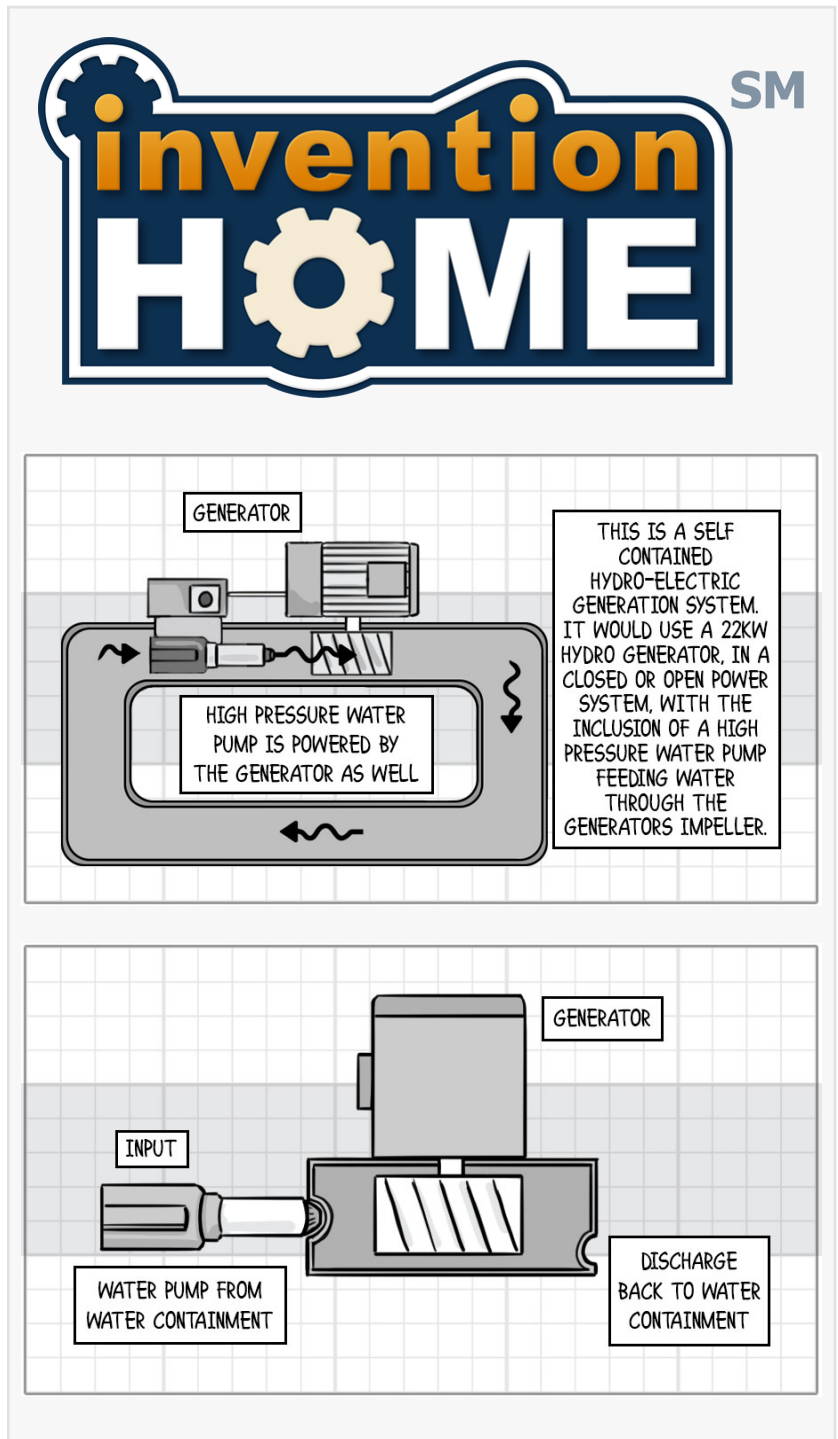 SM
invention
HOME
GENERATOR
THIS IS A SELF
CONTAINED
HYDRO-ELECTRIC
GENERATION SYSTEM.
IT WOULD USE A 22KW
HYDRO GENERATOR, IN A
CLOSED OR OPEN POWER
SYSTEM, WITH THE
INCLUSION OF A HIGH
PRESSURE WATER PUMP
FEEDING WATER
THROUGH THE
GENERATORS IMPELLER.
HIGH PRESSURE WATER
PUMP IS POWERED BY
THE GENERATOR AS WELL
GENERATOR
INPUT
WATER PUMP FROM
WATER CONTAINMENT
DISCHARGE
BACK TO WATER
CONTAINMENT